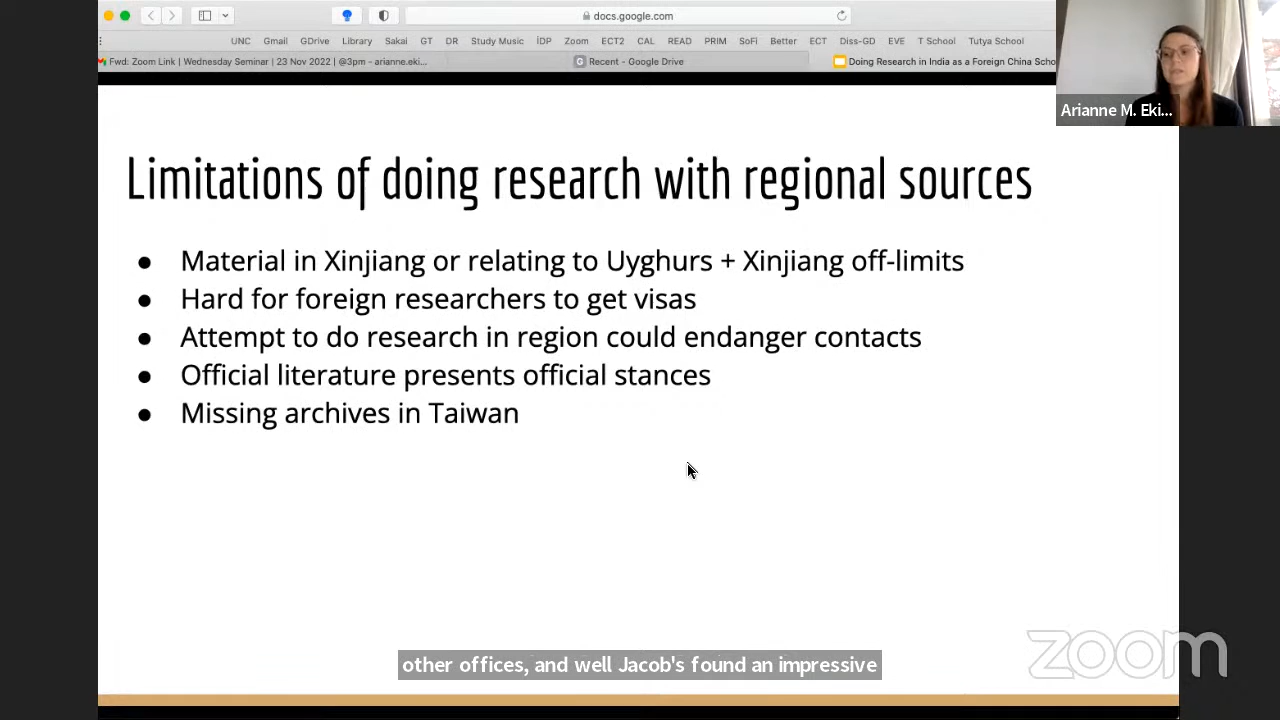 docs.google.com
UNC Gmail GDrive Library Sakai GT DR Study Music IDP Zoom ECT2 CAL READ PRIM SoFi Better ECT Diss-GD EVE T School Tutya School
Fwd: Zoom Link | Wednesday Seminar | 23 Nov 2022 | @3pm - arianne.eki...
Recent - Google Drive
Doing Research in India as a Foreign China Scho
Arianne M. Eki...
Limitations of doing research with regional sources
● Material in Xinjiang or relating to Uyghurs + Xinjiang off-limits
● Hard for foreign researchers to get visas
● Attempt to do research in region could endanger contacts
● Official literature presents official stances
● Missing archives in Taiwan
zoom
other offices, and well Jacob's found an impressive